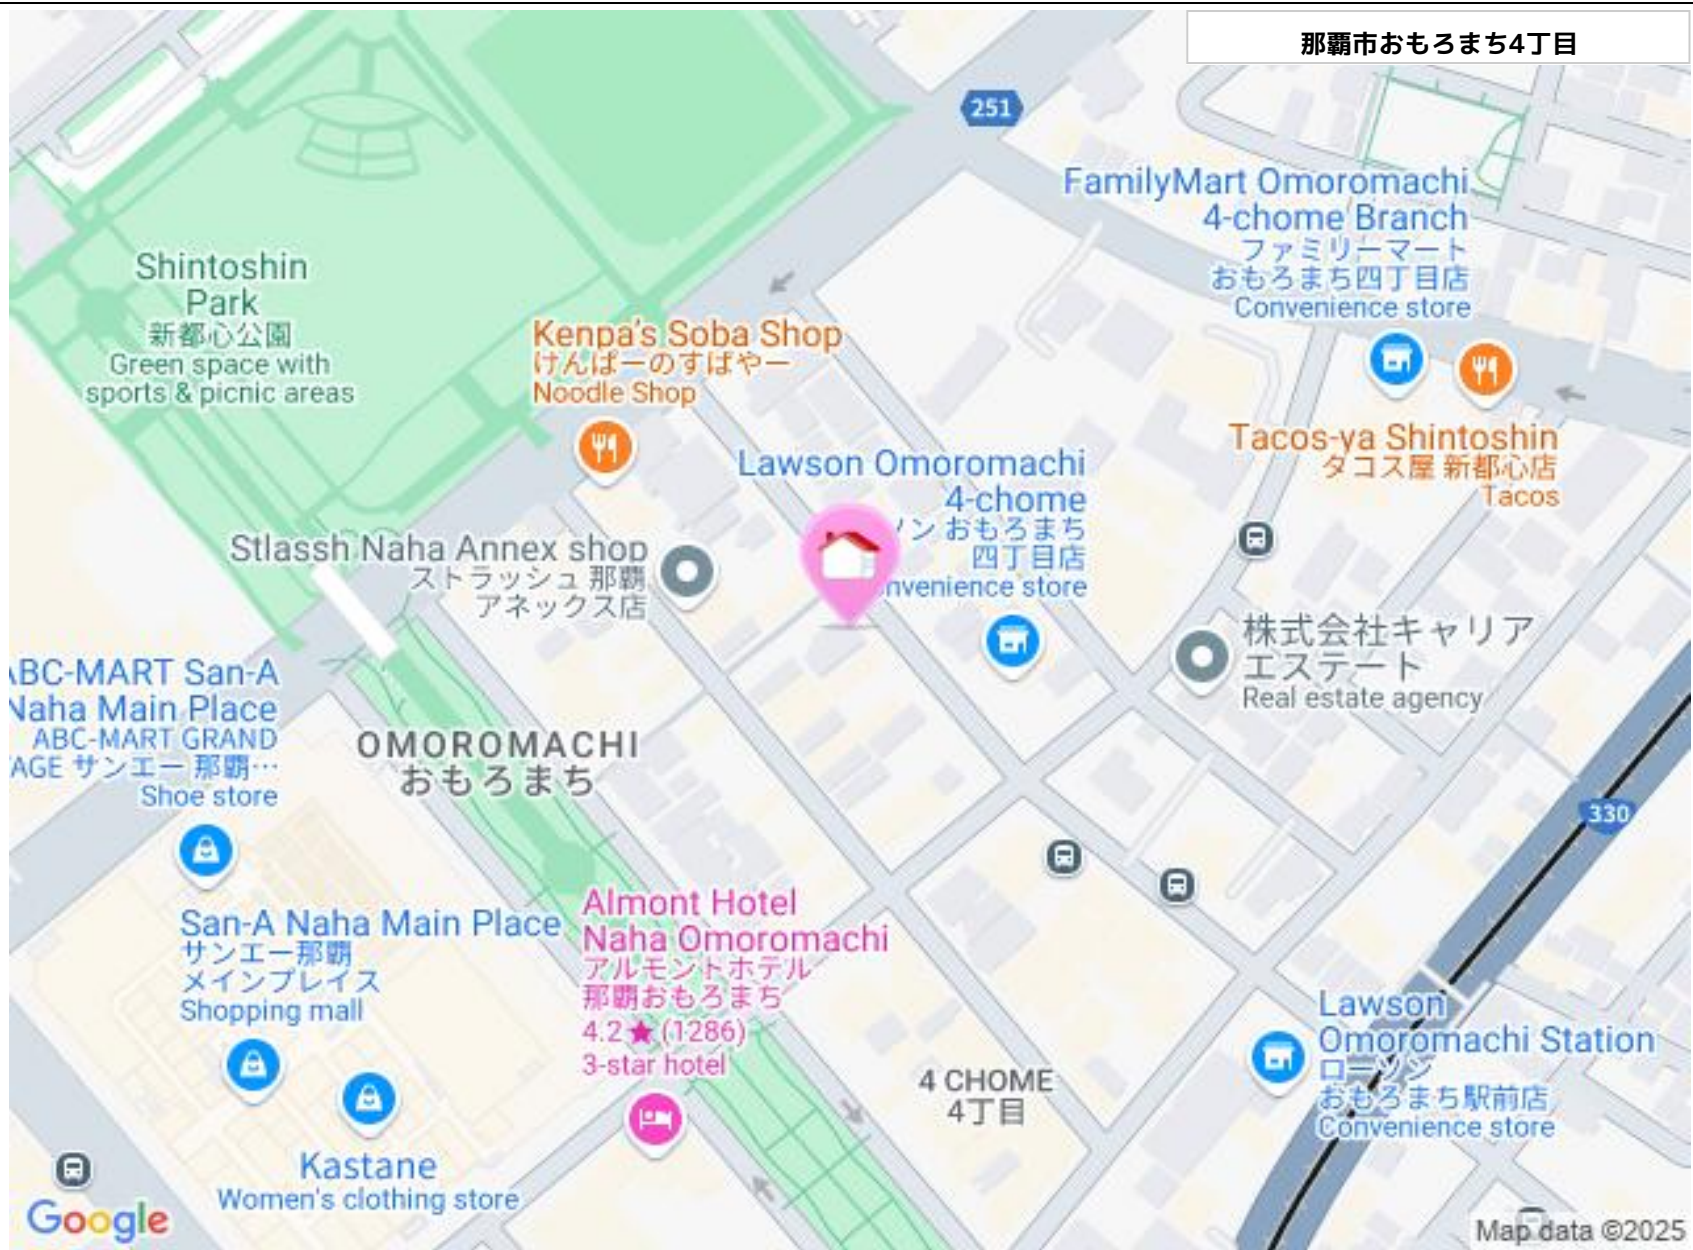 那覇市おもろまち4丁目
251
FamilyMart Omoromachi
4-chome Branch
ファミリーマート
おもろまち四丁目店
Convenience store
Shintoshin
Park
新都心公園
Green space with
sports & picnic areas
Kenpa's Soba Shop
けんぱーのすばやー
Noodle Shop
Tacos-ya Shintoshin
タコス屋 新都心店
Tacos
Lawson Omoromachi
4-chome
ン おもろまち
四丁目店
nvenience store
Stlassh Naha Annex shop
ストラッシュ 那覇
アネックス店
株式会社キャリア
エステート
Real estate agency
ABC-MART San-A
Naha Main Place
ABC-MART GRAND
AGE サンエー 那覇…
Shoe store
OMOROMACHI
おもろまち
330
San-A Naha Main Place
サンエー那覇
メインプレイス
Shopping mall
Almont Hotel
Naha Omoromachi
アルモントホテル
那覇おもろまち
4.2★(1286)
3-star hotel
Lawson
Omoromachi Station
ローソン
おもろまち駅前店
Convenience store
4 CHOME
4丁目
Kastane
Women's clothing store
Google
Map data ©2025